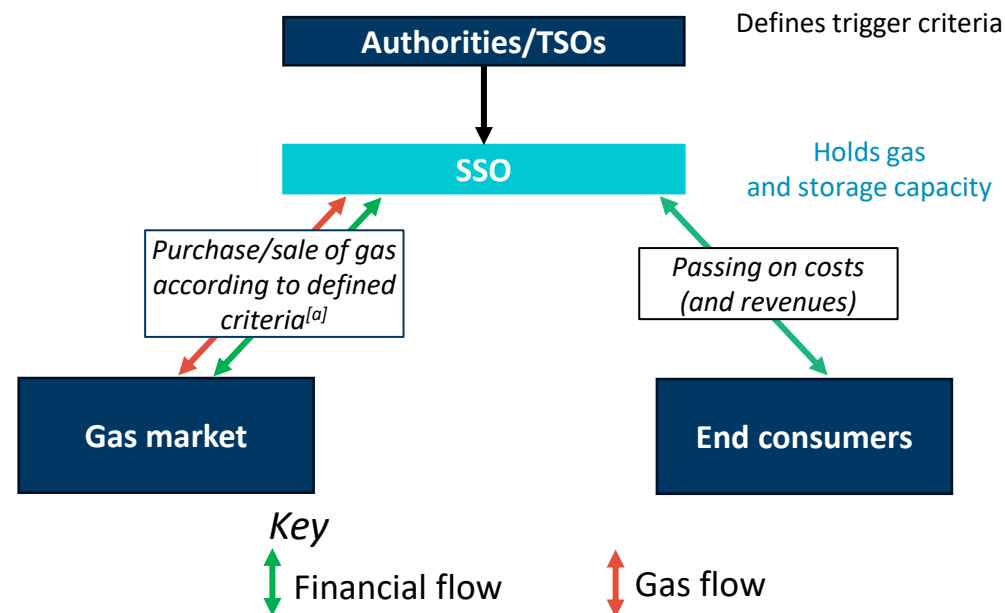 Defines trigger criteria
Authorities/TSOs
SSO
Holds gas
and storage capacity
Purchase/sale of gas
according to defined
criteria[a]
Passing on costs
(and revenues)
Gas market
End consumers
Key
Financial flow
Gas flow